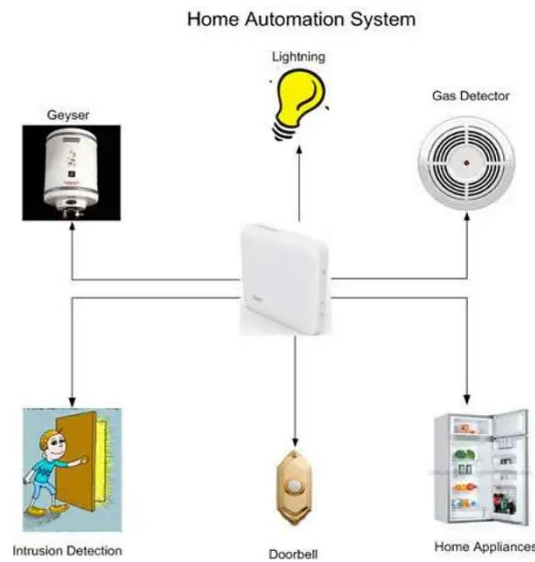 Home Automation System
Lightning
Gas Detector
Geyser
Intrusion Detection
Doorbell
Home Appliances